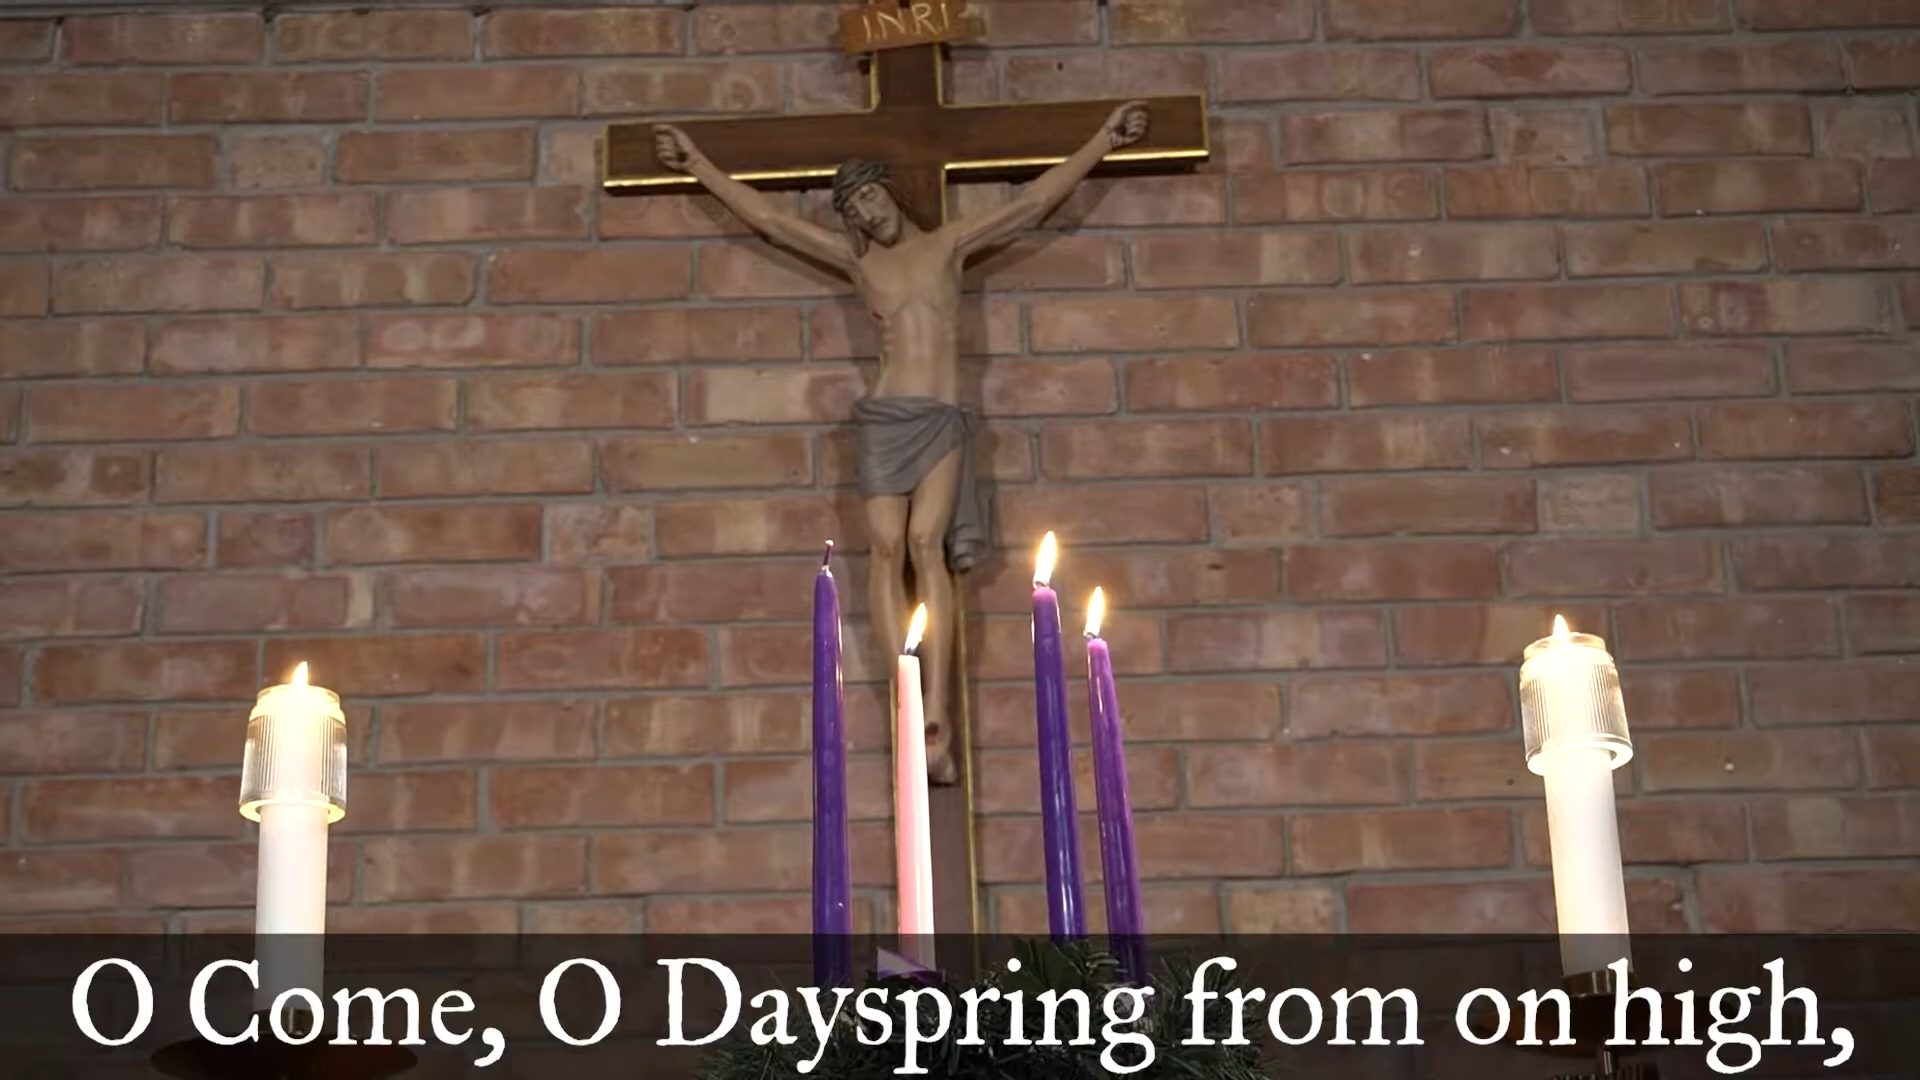 I.N.R.I
O Come, O Dayspring from on high,